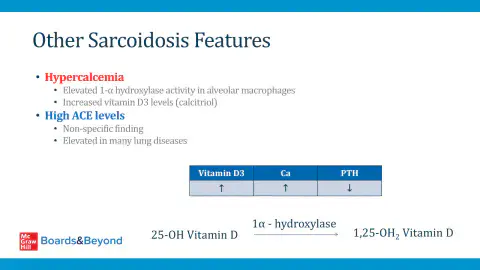 Other Sarcoidosis Features
• Hypercalcemia
• Elevated 1-α hydroxylase activity in alveolar macrophages
• Increased vitamin D3 levels (calcitriol)
• High ACE levels
• Non-specific finding
• Elevated in many lung diseases
Vitamin D3 Ca PTH
↑ ↑ ↓
1α - hydroxylase
25-OH Vitamin D 1,25-OH₂ Vitamin D
Mc
Graw
Hill
Boards&Beyond